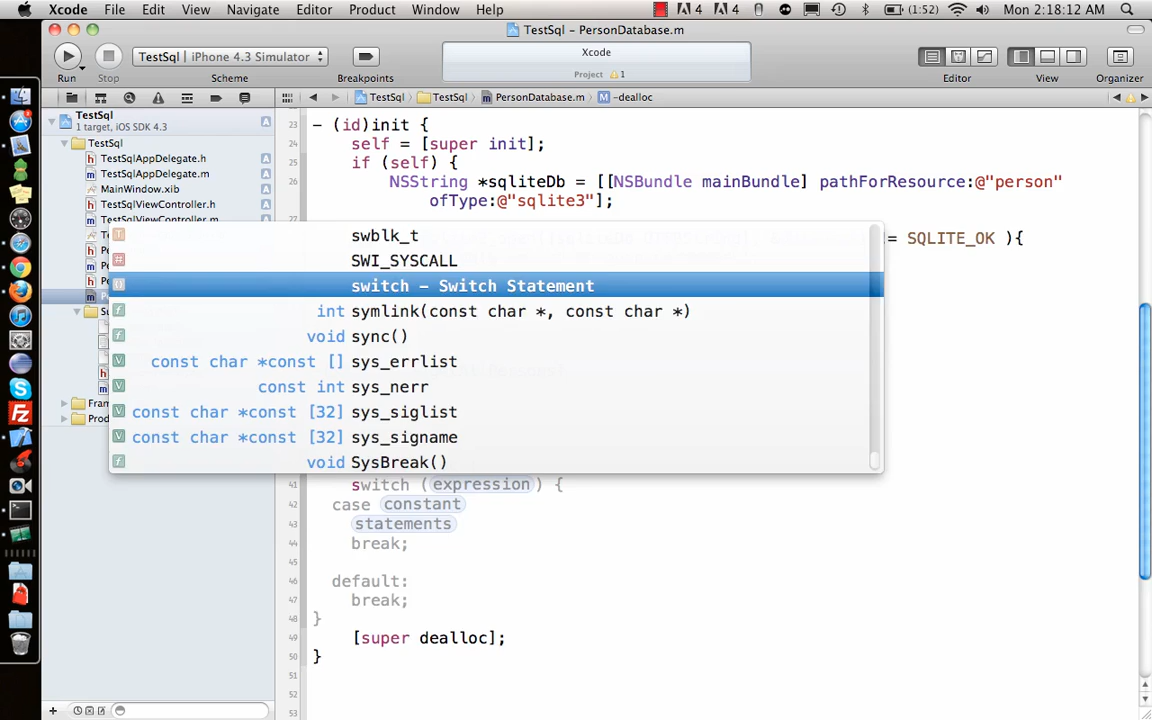 Xcode File Edit View Navigate Editor Product Window Help 4 4 (1:52) Mon 2:18:12 AM
TestSql – PersonDatabase.m
TestSql | iPhone 4.3 Simulator
Xcode
Project 1
Run Stop Scheme Breakpoints Editor View Organizer
TestSql TestSql PersonDatabase.m M -dealloc
TestSql
1 target, iOS SDK 4.3
TestSql
TestSqlAppDelegate.h A
TestSqlAppDelegate.m A
MainWindow.xib A
TestSqlViewController.h A
TestSqlViewController.m A
Fram
Prod
23 – (id)init {
24 self = [super init];
25 if (self) {
26 NSString *sqliteDb = [[NSBundle mainBundle] pathForResource:@"person"
ofType:@"sqlite3"];
27
= SQLITE_OK ){
swblk_t
SWI_SYSCALL
switch – Switch Statement
int symlink(const char *, const char *)
void sync()
const char *const [] sys_errlist
const int sys_nerr
const char *const [32] sys_siglist
const char *const [32] sys_signame
void SysBreak()
41 switch (expression) {
42 case constant
43 statements
44 break;
45
46 default:
47 break;
48 }
49 [super dealloc];
50 }
51
52
53